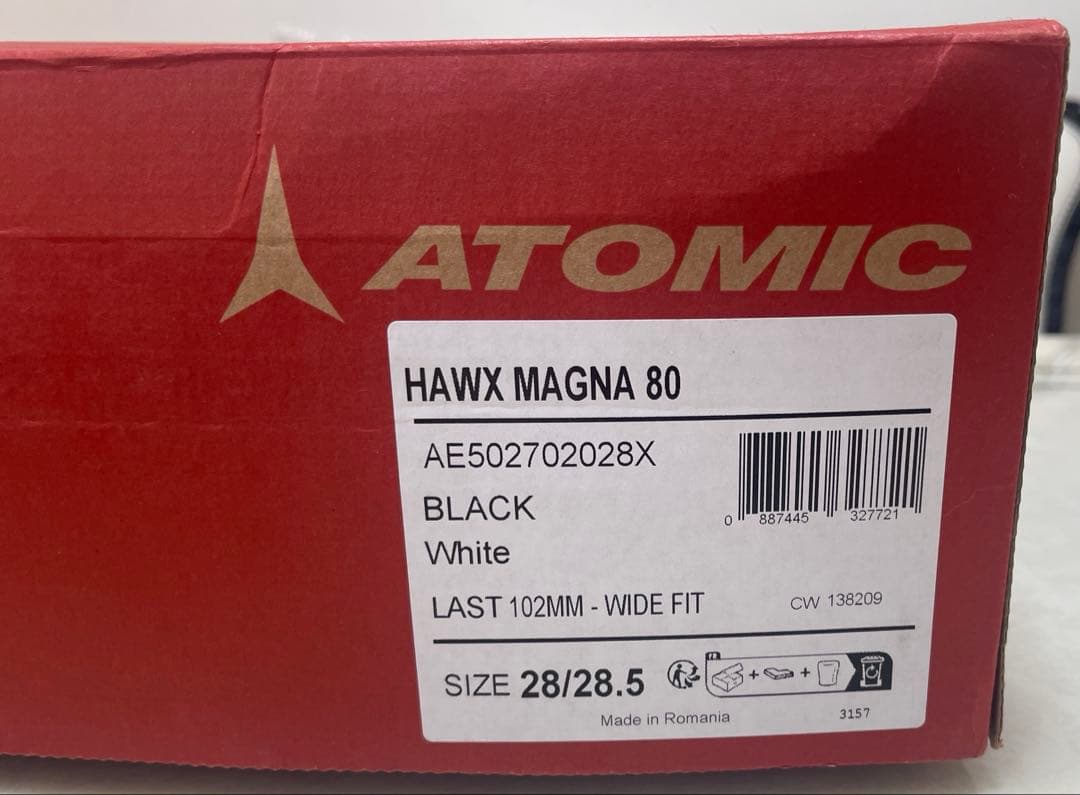 ATOMIC
HAWX MAGNA 80
AE502702028X
BLACK
White
0 887445 327721
LAST 102MM - WIDE FIT
CW 138209
SIZE 28/28.5
FR
+ +
Made in Romania
3157